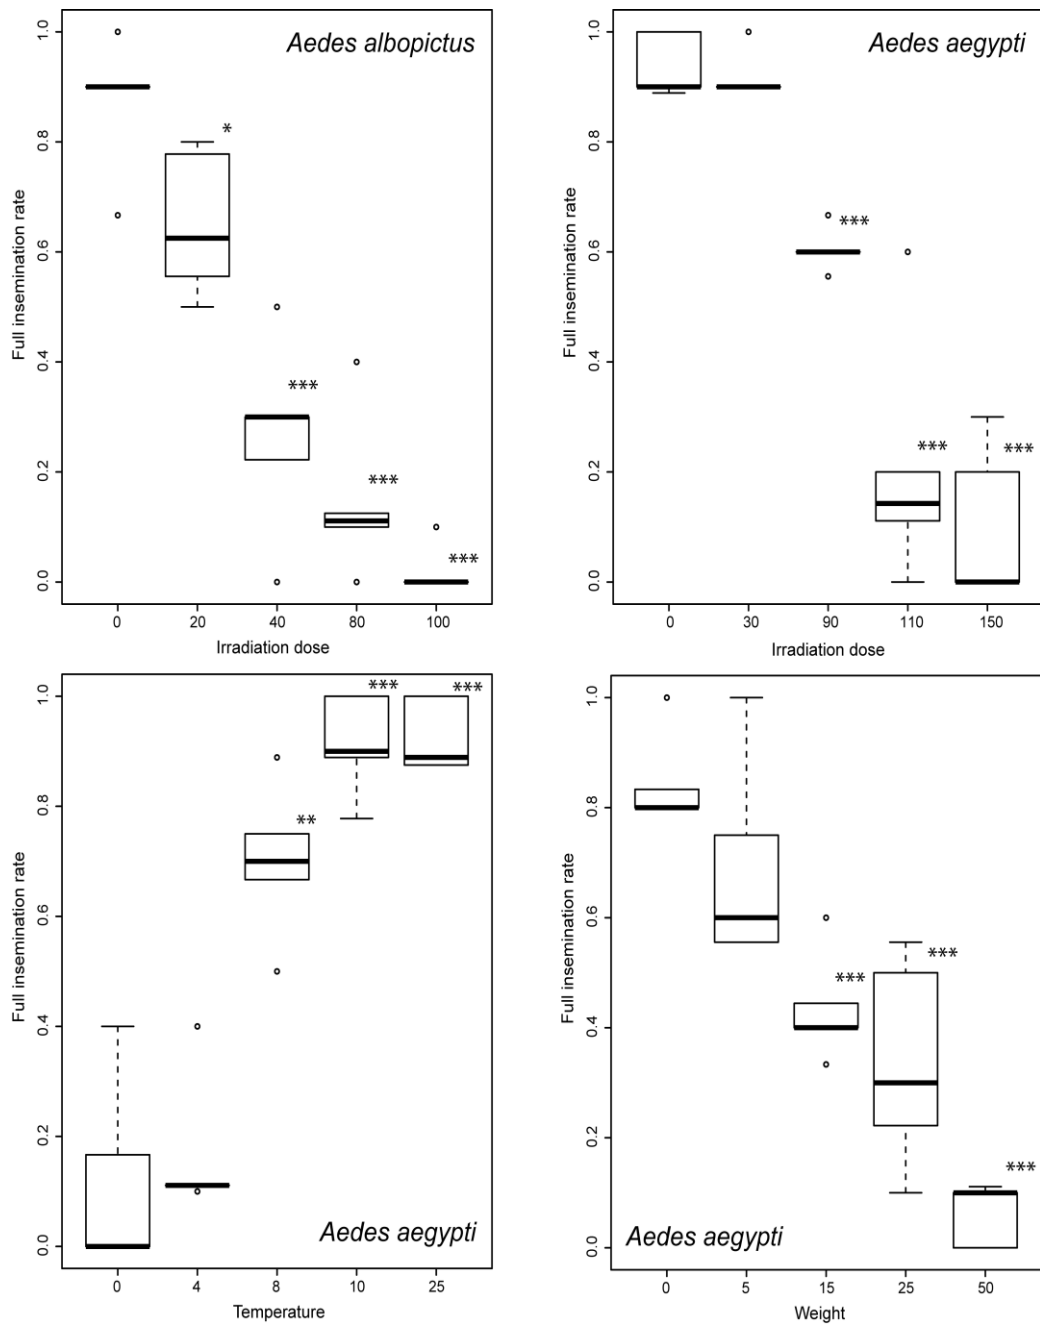 Aedes albopictus
Full insemination rate
1.0
0.8
0.6
0.4
0.2
0.0
*
***
***
***
0 20 40 80 100
Irradiation dose
Aedes aegypti
Full insemination rate
1.0
0.8
0.6
0.4
0.2
0.0
***
***
***
0 30 90 110 150
Irradiation dose
Full insemination rate
1.0
0.8
0.6
0.4
0.2
0.0
**
***
***
Aedes aegypti
0 4 8 10 25
Temperature
Full insemination rate
1.0
0.8
0.6
0.4
0.2
0.0
***
***
***
Aedes aegypti
0 5 15 25 50
Weight